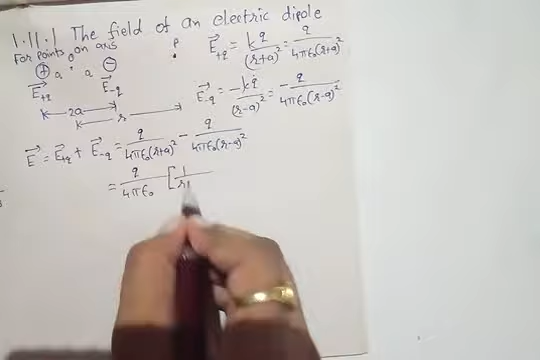 1.11.1 The field of an electric dipole
For Points on axis
+ a o a − P
E⃗+q E⃗-q
2a
r
E⃗+q = kq/(r+a)² = q/4πε₀(r+a)²
E⃗-q = -kq/(r-a)² = -q/4πε₀(r-a)²
E⃗ = E⃗+q + E⃗-q = q/4πε₀(r+a)² - q/4πε₀(r-a)²
= q/4πε₀ [1/r